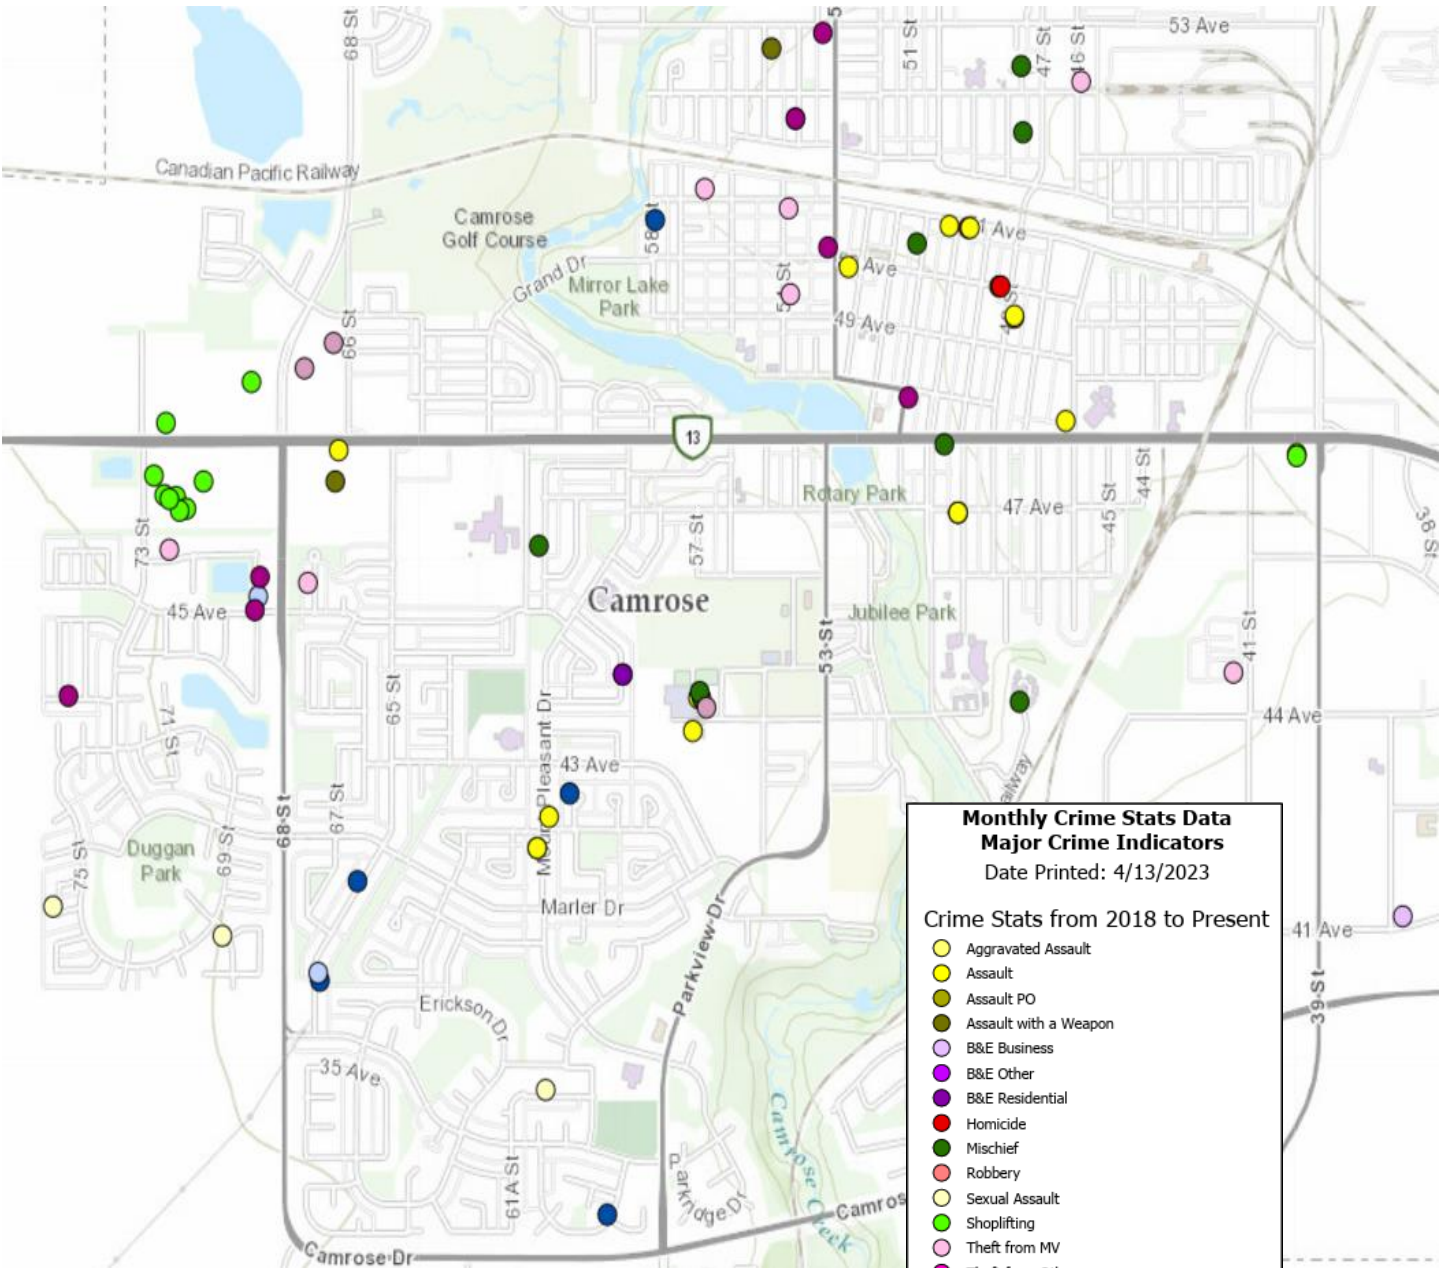 68 St
5
51 St
47 St
46 St
53 Ave
Canadian Pacific Railway
Camrose
Golf Course
58 St
1 Ave
Ave
Grand Dr
Mirror Lake
Park
49 Ave
66 St
13
Rotary Park
47 Ave
45 St
44 St
38 St
73 St
57 St
Camrose
45 Ave
Jubilee Park
53 St
41 St
65 St
71 St
44 Ave
Mount Pleasant Dr
43 Ave
67 St
68 St
69 St
75 St
Duggan
Park
Marler Dr
Parkview Dr
41 Ave
39 St
Erickson Dr
35 Ave
61A St
Parkridge Dr
Camrose Creek
Camros
Camrose Dr
Monthly Crime Stats Data
Major Crime Indicators
Date Printed: 4/13/2023
Crime Stats from 2018 to Present
Aggravated Assault
Assault
Assault PO
Assault with a Weapon
B&E Business
B&E Other
B&E Residential
Homicide
Mischief
Robbery
Sexual Assault
Shoplifting
Theft from MV